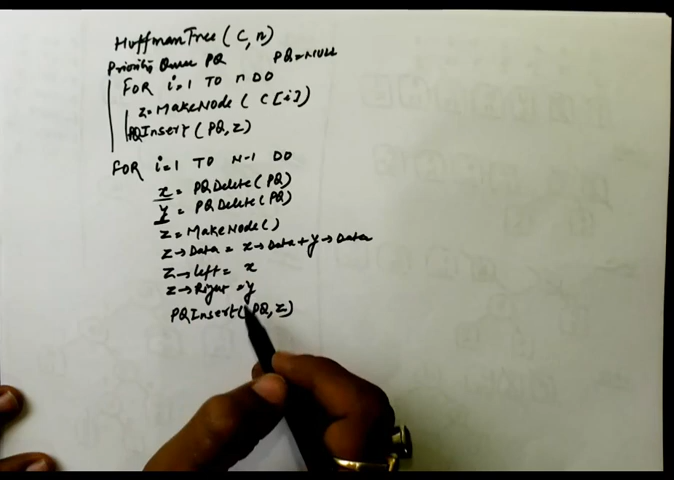 HuffmanTree (C, n)
Priority Queue PQ PQ=NULL
FOR i=1 TO n DO
z=MakeNode (C[i])
PQInsert (PQ, z)
FOR i=1 TO N-1 DO
x = PQDelete (PQ)
y = PQDelete (PQ)
z = MakeNode ()
z→Data = x→Data + y→Data
z→left = x
z→Right = y
PQInsert (PQ, z)